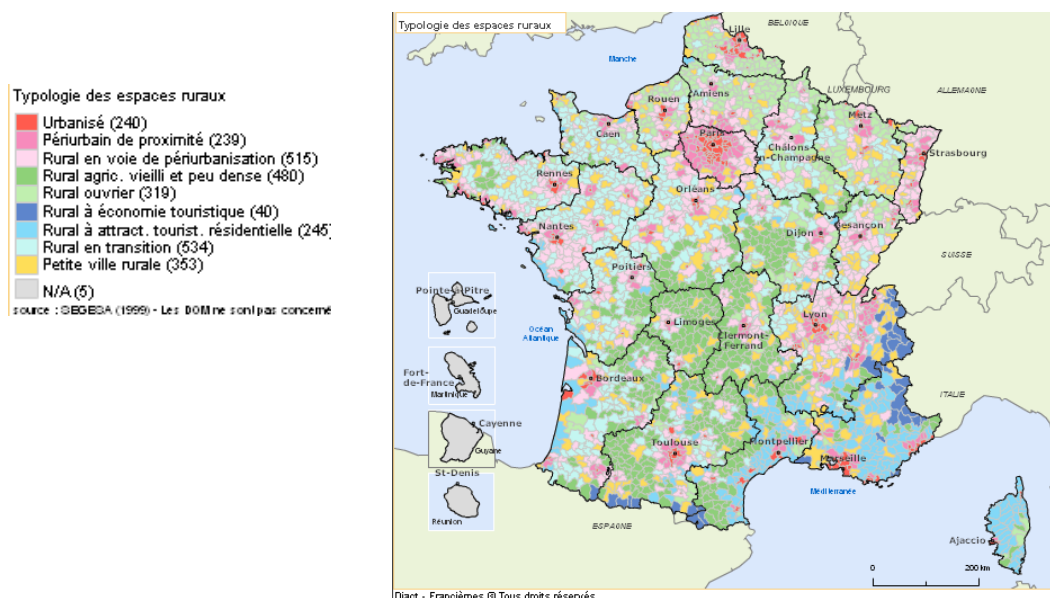 Typologie des espaces ruraux
Urbanisé (240)
Périurbain de proximité (239)
Rural en voie de périurbanisation (515)
Rural agric. vieilli et peu dense (480)
Rural ouvrier (319)
Rural à économie touristique (40)
Rural à attract. tourist. résidentielle (245)
Rural en transition (534)
Petite ville rurale (353)
N/A (5)
source : SEGESA (1999) - Les DOM ne sont pas concerné
Typologie des espaces ruraux
BELGIQUE
Lille
Manche
LUXEMBOURG
ALLEMAGNE
Amiens
Rouen
Caen
Paris
Châlons
en-Champagne
Metz
Strasbourg
Rennes
Orléans
Nantes
Dijon
Besançon
SUISSE
Poitiers
Pointe-à-Pitre
Guadeloupe
Limoges
Clermont-
Ferrand
Lyon
Océan
Atlantique
Fort-
de-France
Martinique
Bordeaux
ITALIE
Cayenne
Guyane
Toulouse
Montpellier
Marseille
St-Denis
Réunion
Méditerranée
ESPAGNE
Ajaccio
0 200 km
Diact - Francièmes @ Tous droits réservés